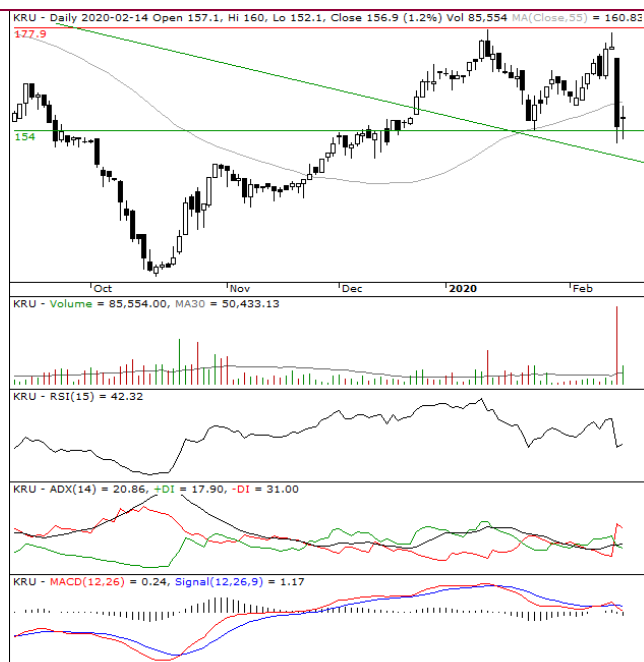 KRU - Daily 2020-02-14 Open 157.1, Hi 160, Lo 152.1, Close 156.9 (1.2%) Vol 85,554 MA(Close,55) = 160.83
177.9
154
Oct Nov Dec 2020 Feb
KRU - Volume = 85,554.00, MA30 = 50,433.13
KRU - RSI(15) = 42.32
KRU - ADX(14) = 20.86, +DI = 17.90, -DI = 31.00
KRU - MACD(12,26) = 0.24, Signal(12,26,9) = 1.17